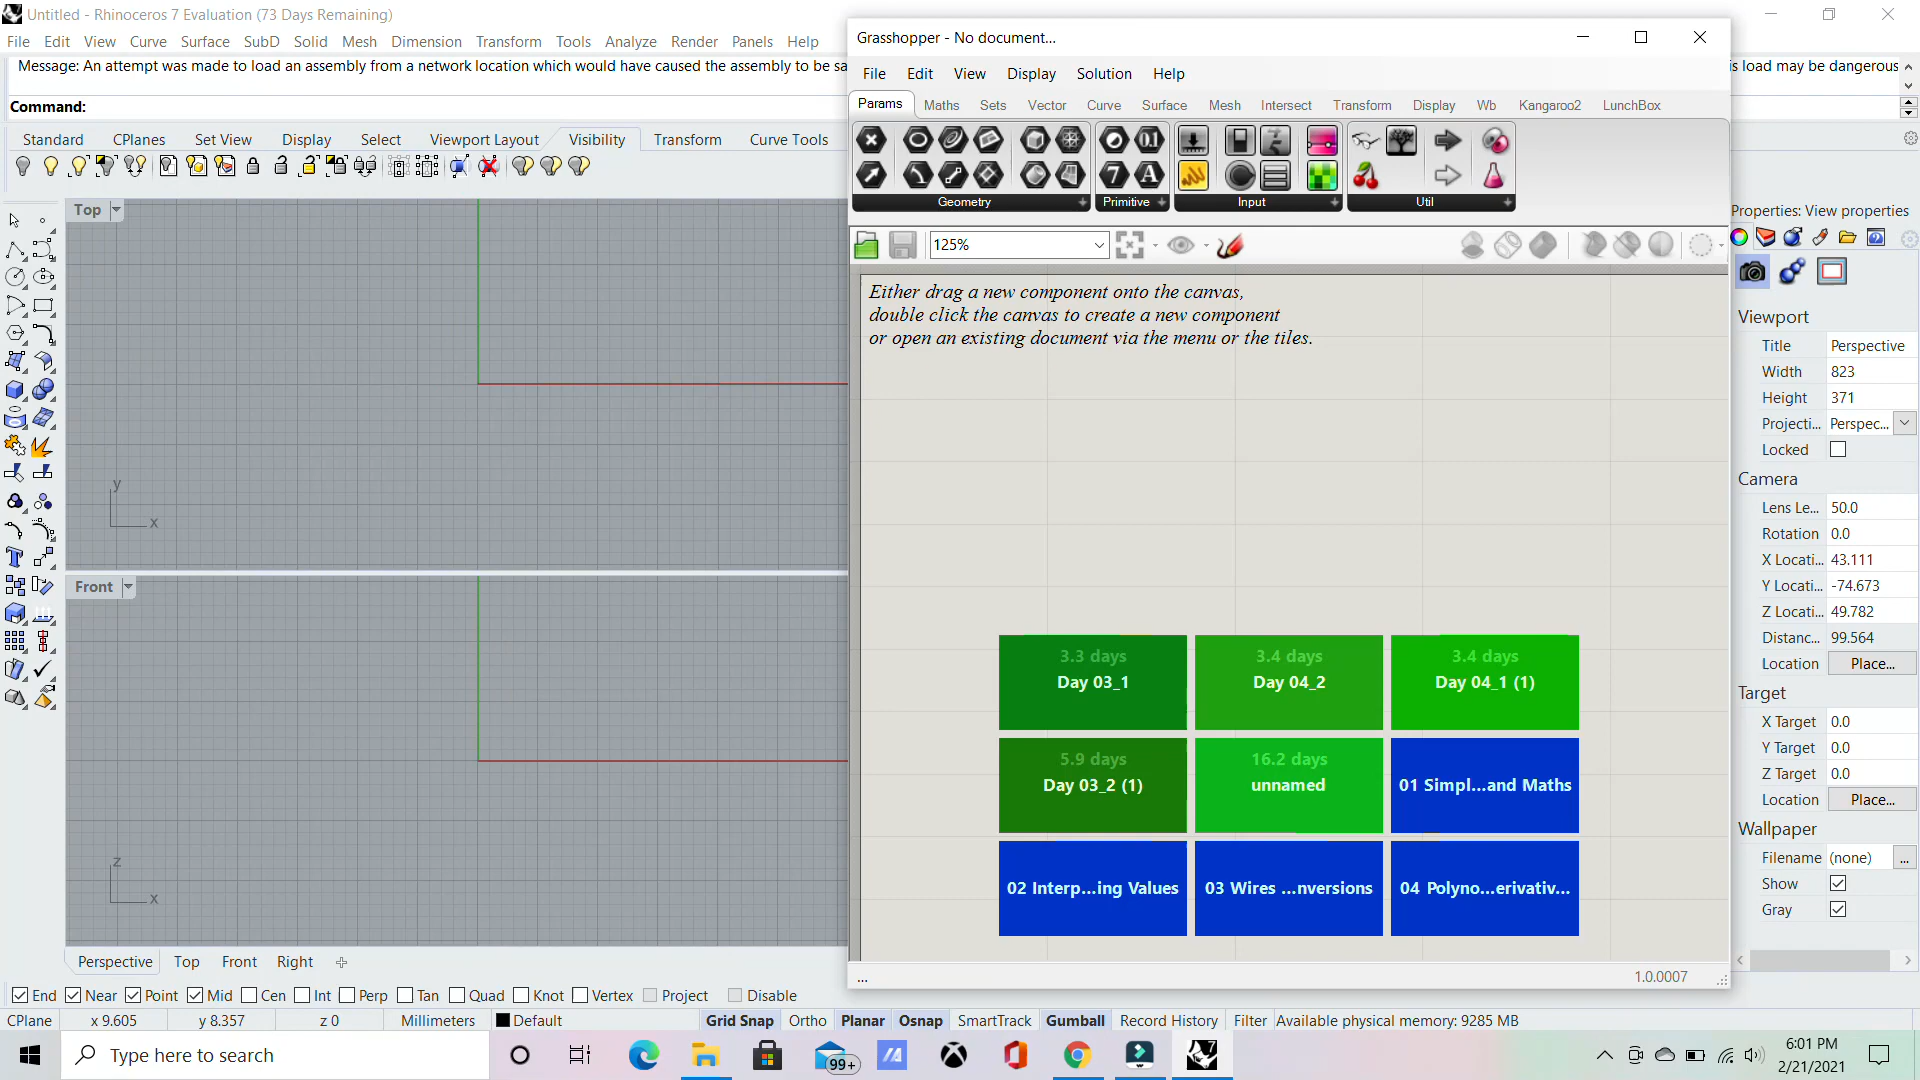 Untitled - Rhinoceros 7 Evaluation (73 Days Remaining)
File Edit View Curve Surface SubD Solid Mesh Dimension Transform Tools Analyze Render Panels Help
Message: An attempt was made to load an assembly from a network location which would have caused the assembly to be sa
is load may be dangerous
Command:
Standard CPlanes Set View Display Select Viewport Layout Visibility Transform Curve Tools
Top
y
x
Front
z
x
Perspective Top Front Right
End Near Point Mid Cen Int Perp Tan Quad Knot Vertex Project Disable
CPlane x 9.605 y 8.357 z 0 Millimeters Default Grid Snap Ortho Planar Osnap SmartTrack Gumball Record History Filter Available physical memory: 9285 MB
Grasshopper - No document...
File Edit View Display Solution Help
Params Maths Sets Vector Curve Surface Mesh Intersect Transform Display Wb Kangaroo2 LunchBox
Geometry Primitive Input Util
125%
Either drag a new component onto the canvas,
double click the canvas to create a new component
or open an existing document via the menu or the tiles.
3.3 days 3.4 days 3.4 days
Day 03_1 Day 04_2 Day 04_1 (1)
5.9 days 16.2 days
Day 03_2 (1) unnamed 01 Simpl...and Maths
02 Interp...ing Values 03 Wires ...nversions 04 Polyno...erivativ...
... 1.0.0007
Properties: View properties
Viewport
Title Perspective
Width 823
Height 371
Projecti... Perspec...
Locked
Camera
Lens Le... 50.0
Rotation 0.0
X Locati... 43.111
Y Locati... -74.673
Z Locati... 49.782
Distanc... 99.564
Location Place...
Target
X Target 0.0
Y Target 0.0
Z Target 0.0
Location Place...
Wallpaper
Filename (none) ...
Show
Gray
Type here to search
99+
7
6:01 PM
2/21/2021